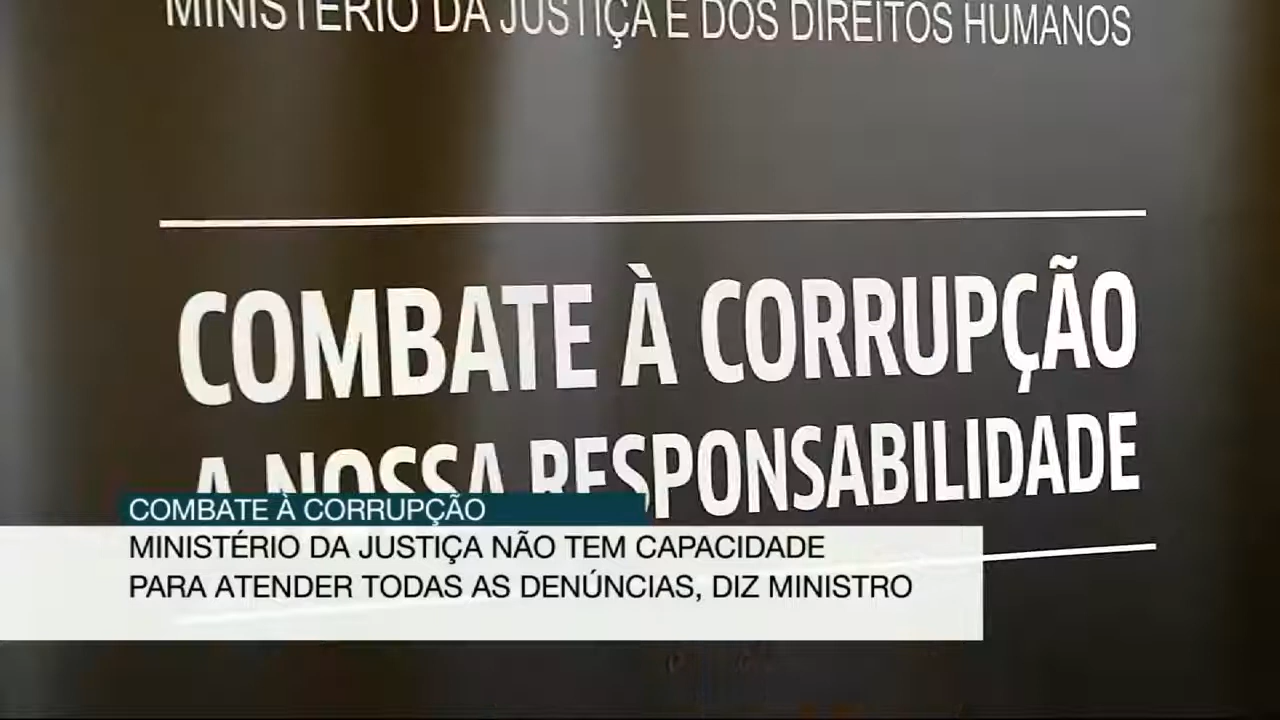 MINISTÉRIO DA JUSTIÇA E DOS DIREITOS HUMANOS
COMBATE À CORRUPÇÃO
A NOSSA RESPONSABILIDADE
COMBATE À CORRUPÇÃO
MINISTÉRIO DA JUSTIÇA NÃO TEM CAPACIDADE
PARA ATENDER TODAS AS DENÚNCIAS, DIZ MINISTRO